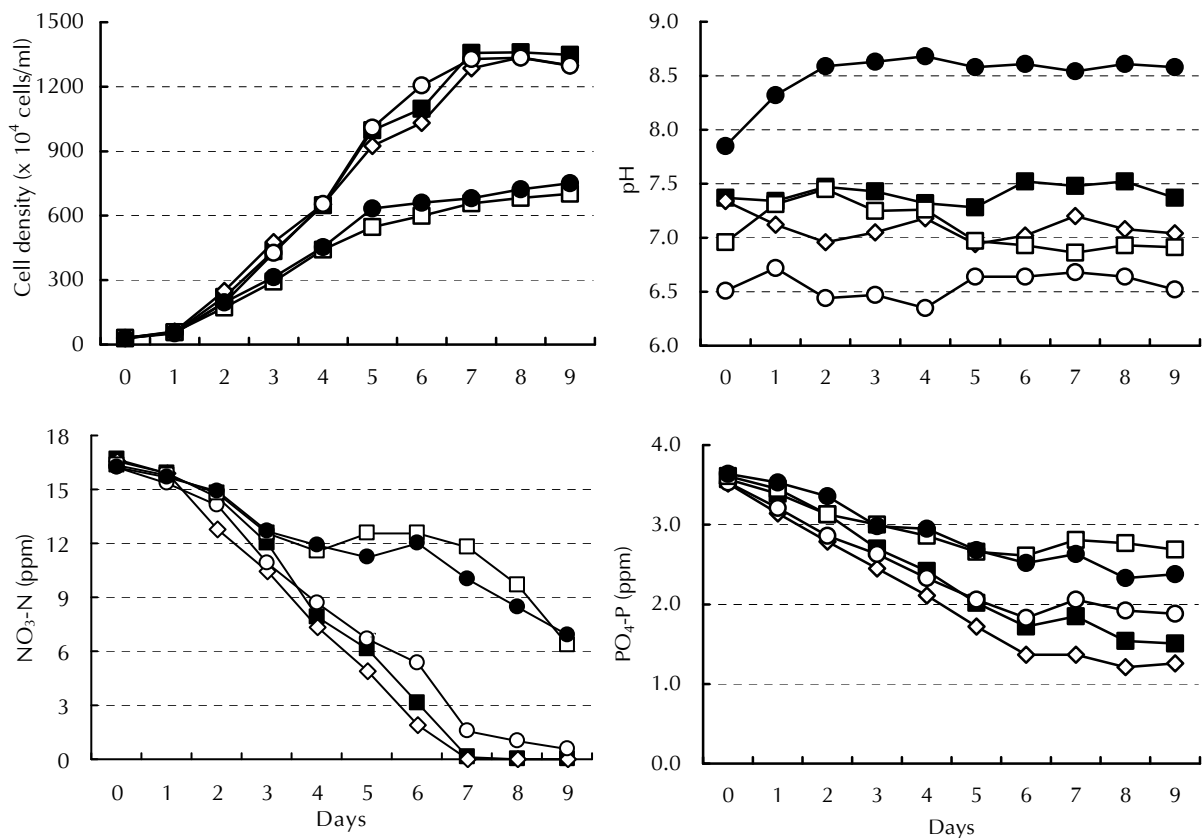 Cell density (x 10⁴ cells/ml)
1500
1200
900
600
300
0
0 1 2 3 4 5 6 7 8 9
pH
9.0
8.5
8.0
7.5
7.0
6.5
6.0
0 1 2 3 4 5 6 7 8 9
NO₃-N (ppm)
18
15
12
9
6
3
0
0 1 2 3 4 5 6 7 8 9
Days
PO₄-P (ppm)
4.0
3.0
2.0
1.0
0.0
0 1 2 3 4 5 6 7 8 9
Days